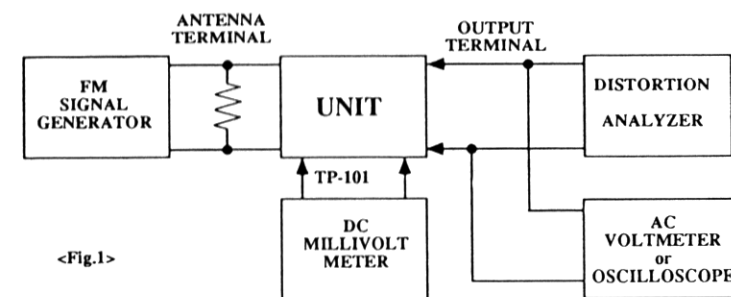 ANTENNA
TERMINAL
OUTPUT
TERMINAL
FM
SIGNAL
GENERATOR
UNIT
DISTORTION
ANALYZER
TP-101
DC
MILLIVOLT
METER
AC
VOLTMETER
or
OSCILLOSCOPE
<Fig.1>